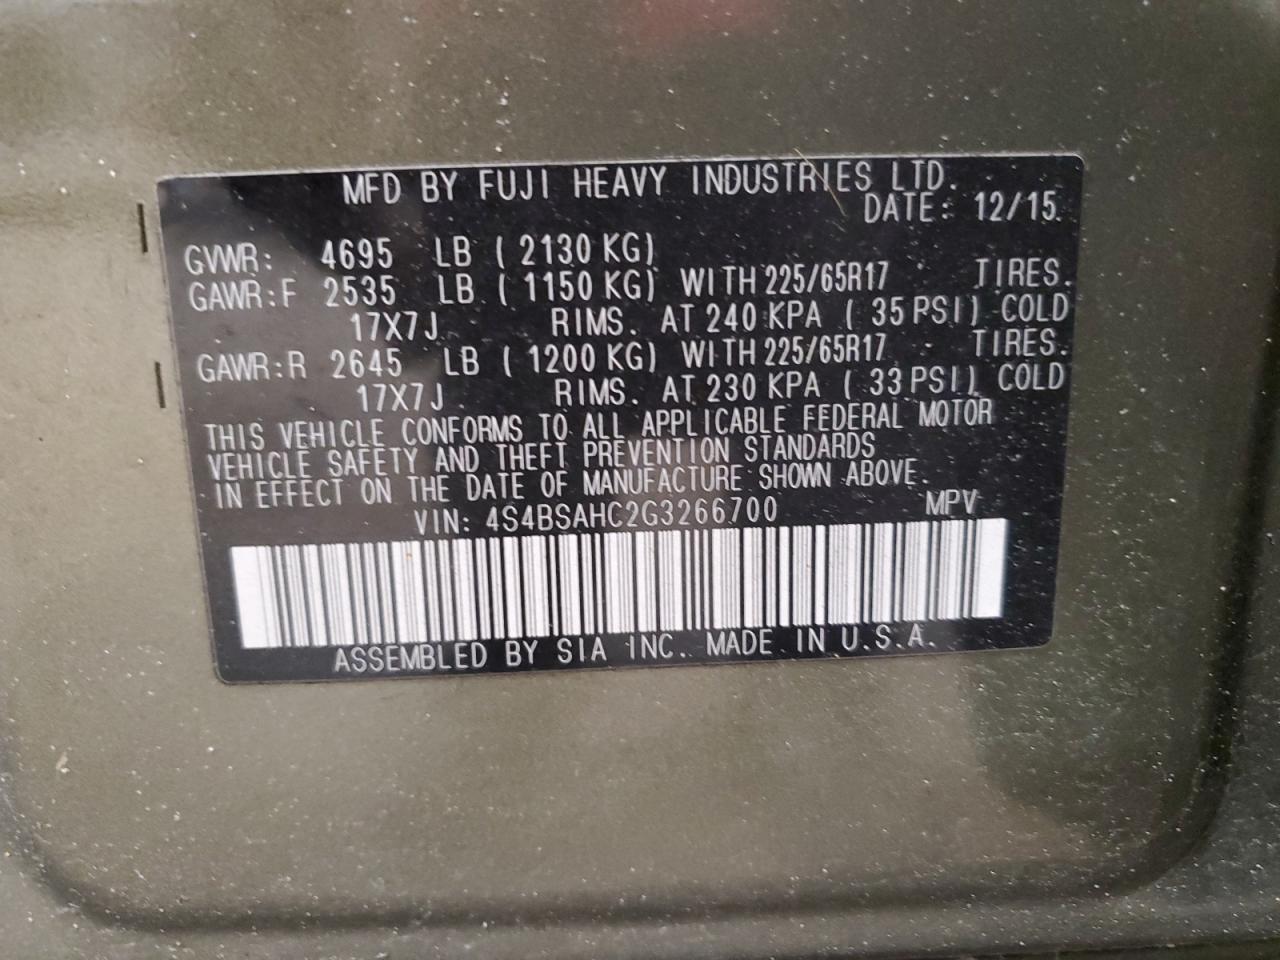 MFD BY FUJI HEAVY INDUSTRIES LTD.
DATE: 12/15
GVWR: 4695 LB ( 2130 KG)
GAWR:F 2535 LB ( 1150 KG) WITH 225/65R17 TIRES.
17X7J RIMS. AT 240 KPA ( 35 PSI) COLD
GAWR:R 2645 LB ( 1200 KG) WITH 225/65R17 TIRES.
17X7J RIMS. AT 230 KPA ( 33 PSI) COLD
THIS VEHICLE CONFORMS TO ALL APPLICABLE FEDERAL MOTOR
VEHICLE SAFETY AND THEFT PREVENTION STANDARDS
IN EFFECT ON THE DATE OF MANUFACTURE SHOWN ABOVE.
VIN: 4S4BSAHC2G3266700 MPV
ASSEMBLED BY SIA INC. MADE IN U.S.A.